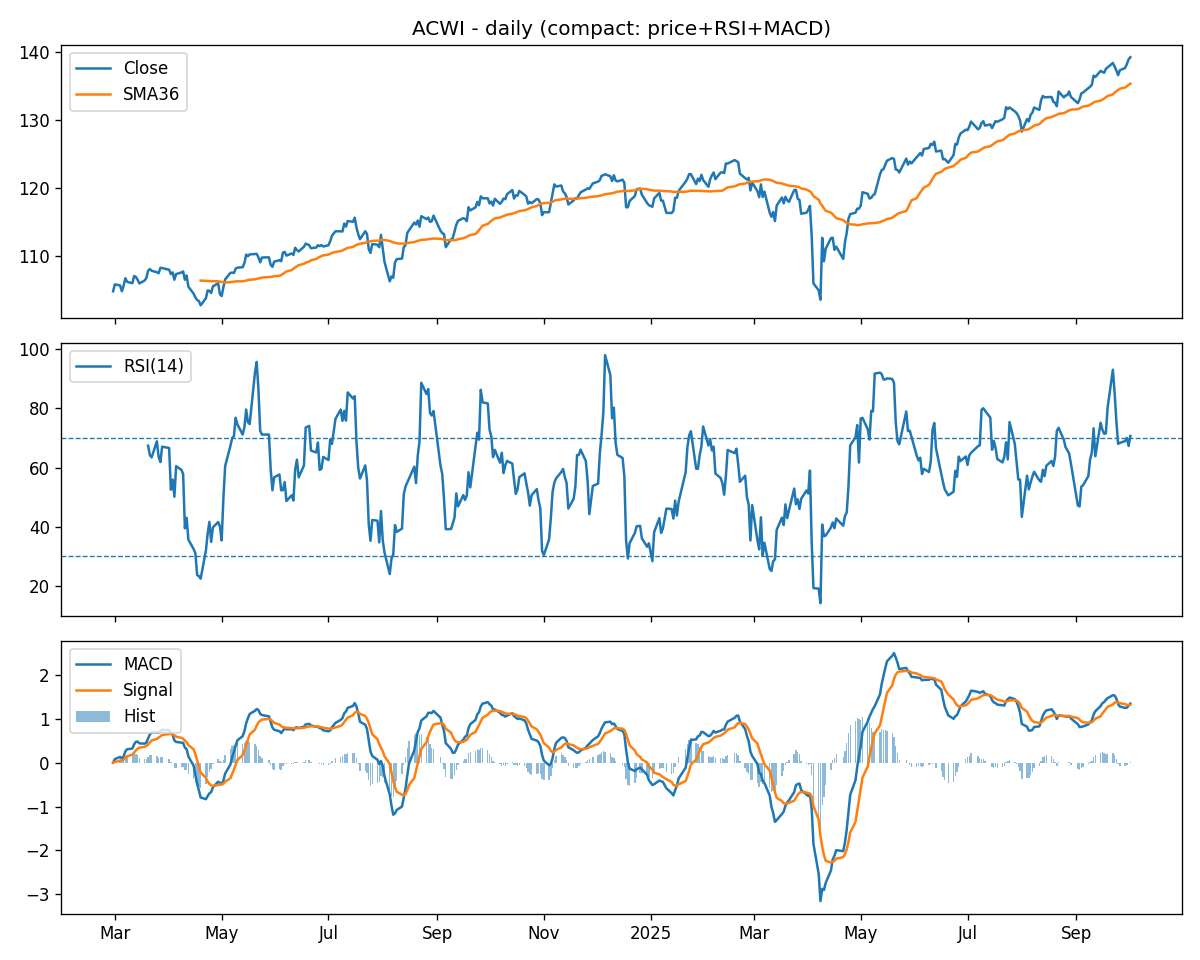 ACWI - daily (compact: price+RSI+MACD)
140
130
120
110
Close
SMA36
100
80
60
40
20
RSI(14)
2
1
0
−1
−2
−3
MACD
Signal
Hist
Mar May Jul Sep Nov 2025 Mar May Jul Sep